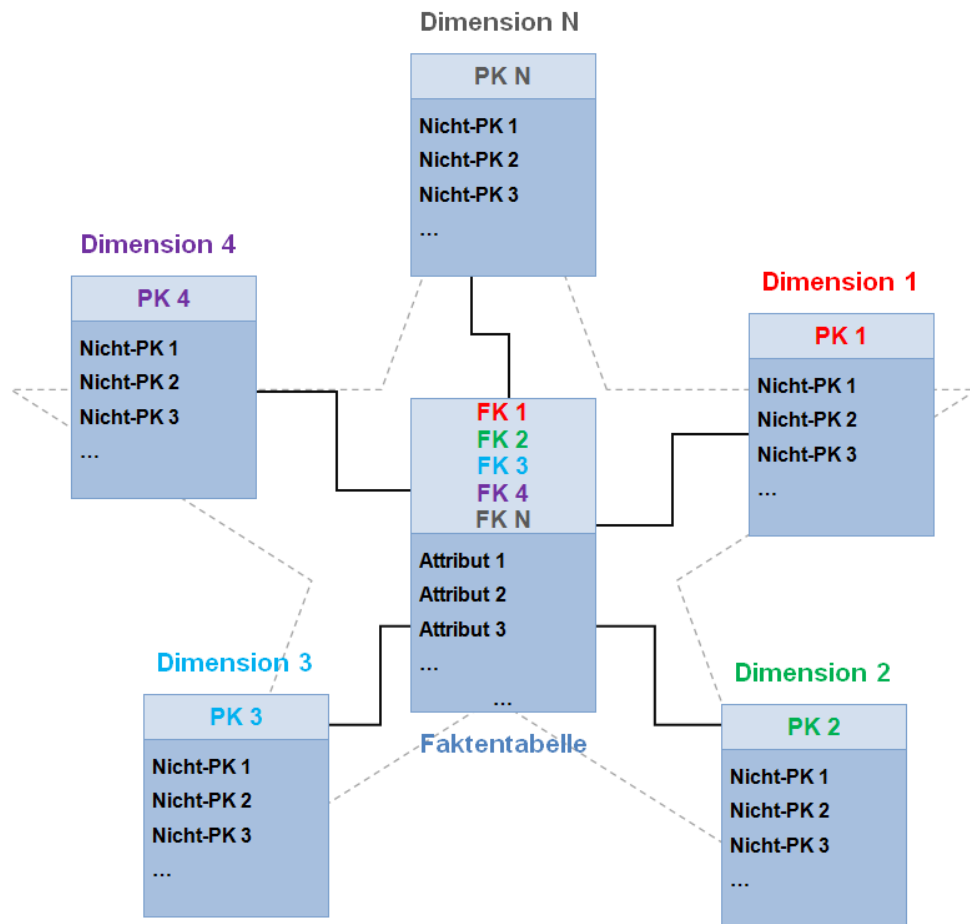 Dimension N
PK N
Nicht-PK 1
Nicht-PK 2
Nicht-PK 3
...
Dimension 4
PK 4
Nicht-PK 1
Nicht-PK 2
Nicht-PK 3
...
Dimension 1
PK 1
Nicht-PK 1
Nicht-PK 2
Nicht-PK 3
...
FK 1
FK 2
FK 3
FK 4
FK N
Attribut 1
Attribut 2
Attribut 3
...
...
Faktentabelle
Dimension 3
PK 3
Nicht-PK 1
Nicht-PK 2
Nicht-PK 3
...
Dimension 2
PK 2
Nicht-PK 1
Nicht-PK 2
Nicht-PK 3
...